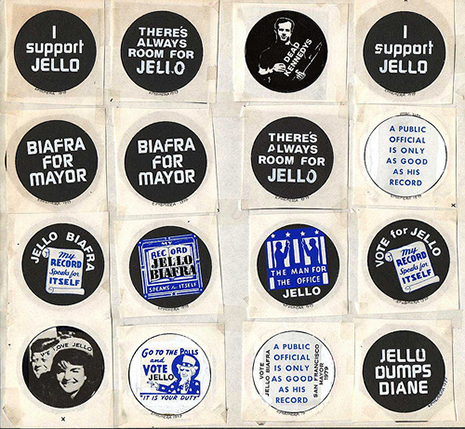 I
support
JELLO
THERE'S
ALWAYS
ROOM FOR
JELLO
DEAD
KENNEDYS
I
support
JELLO
BIAFRA
FOR
MAYOR
BIAFRA
FOR
MAYOR
THERE'S
ALWAYS
ROOM FOR
JELLO
A PUBLIC
OFFICIAL
IS ONLY
AS GOOD
AS HIS
RECORD
JELLO BIAFRA
My
RECORD
Speaks for
ITSELF
MY
RECORD
JELLO
BIAFRA
SPEAKS for ITSELF
THE MAN FOR
THE OFFICE
JELLO
VOTE for JELLO
My
RECORD
Speaks for
ITSELF
WE LOVE JELLO
GO TO THE POLLS
and
VOTE
JELLO
"IT IS YOUR DUTY"
A PUBLIC
OFFICIAL
IS ONLY
AS GOOD
AS HIS
RECORD
VOTE
JELLO BIAFRA
SAN FRANCISCO
MAYOR
1979
JELLO
DUMPS
DIANE